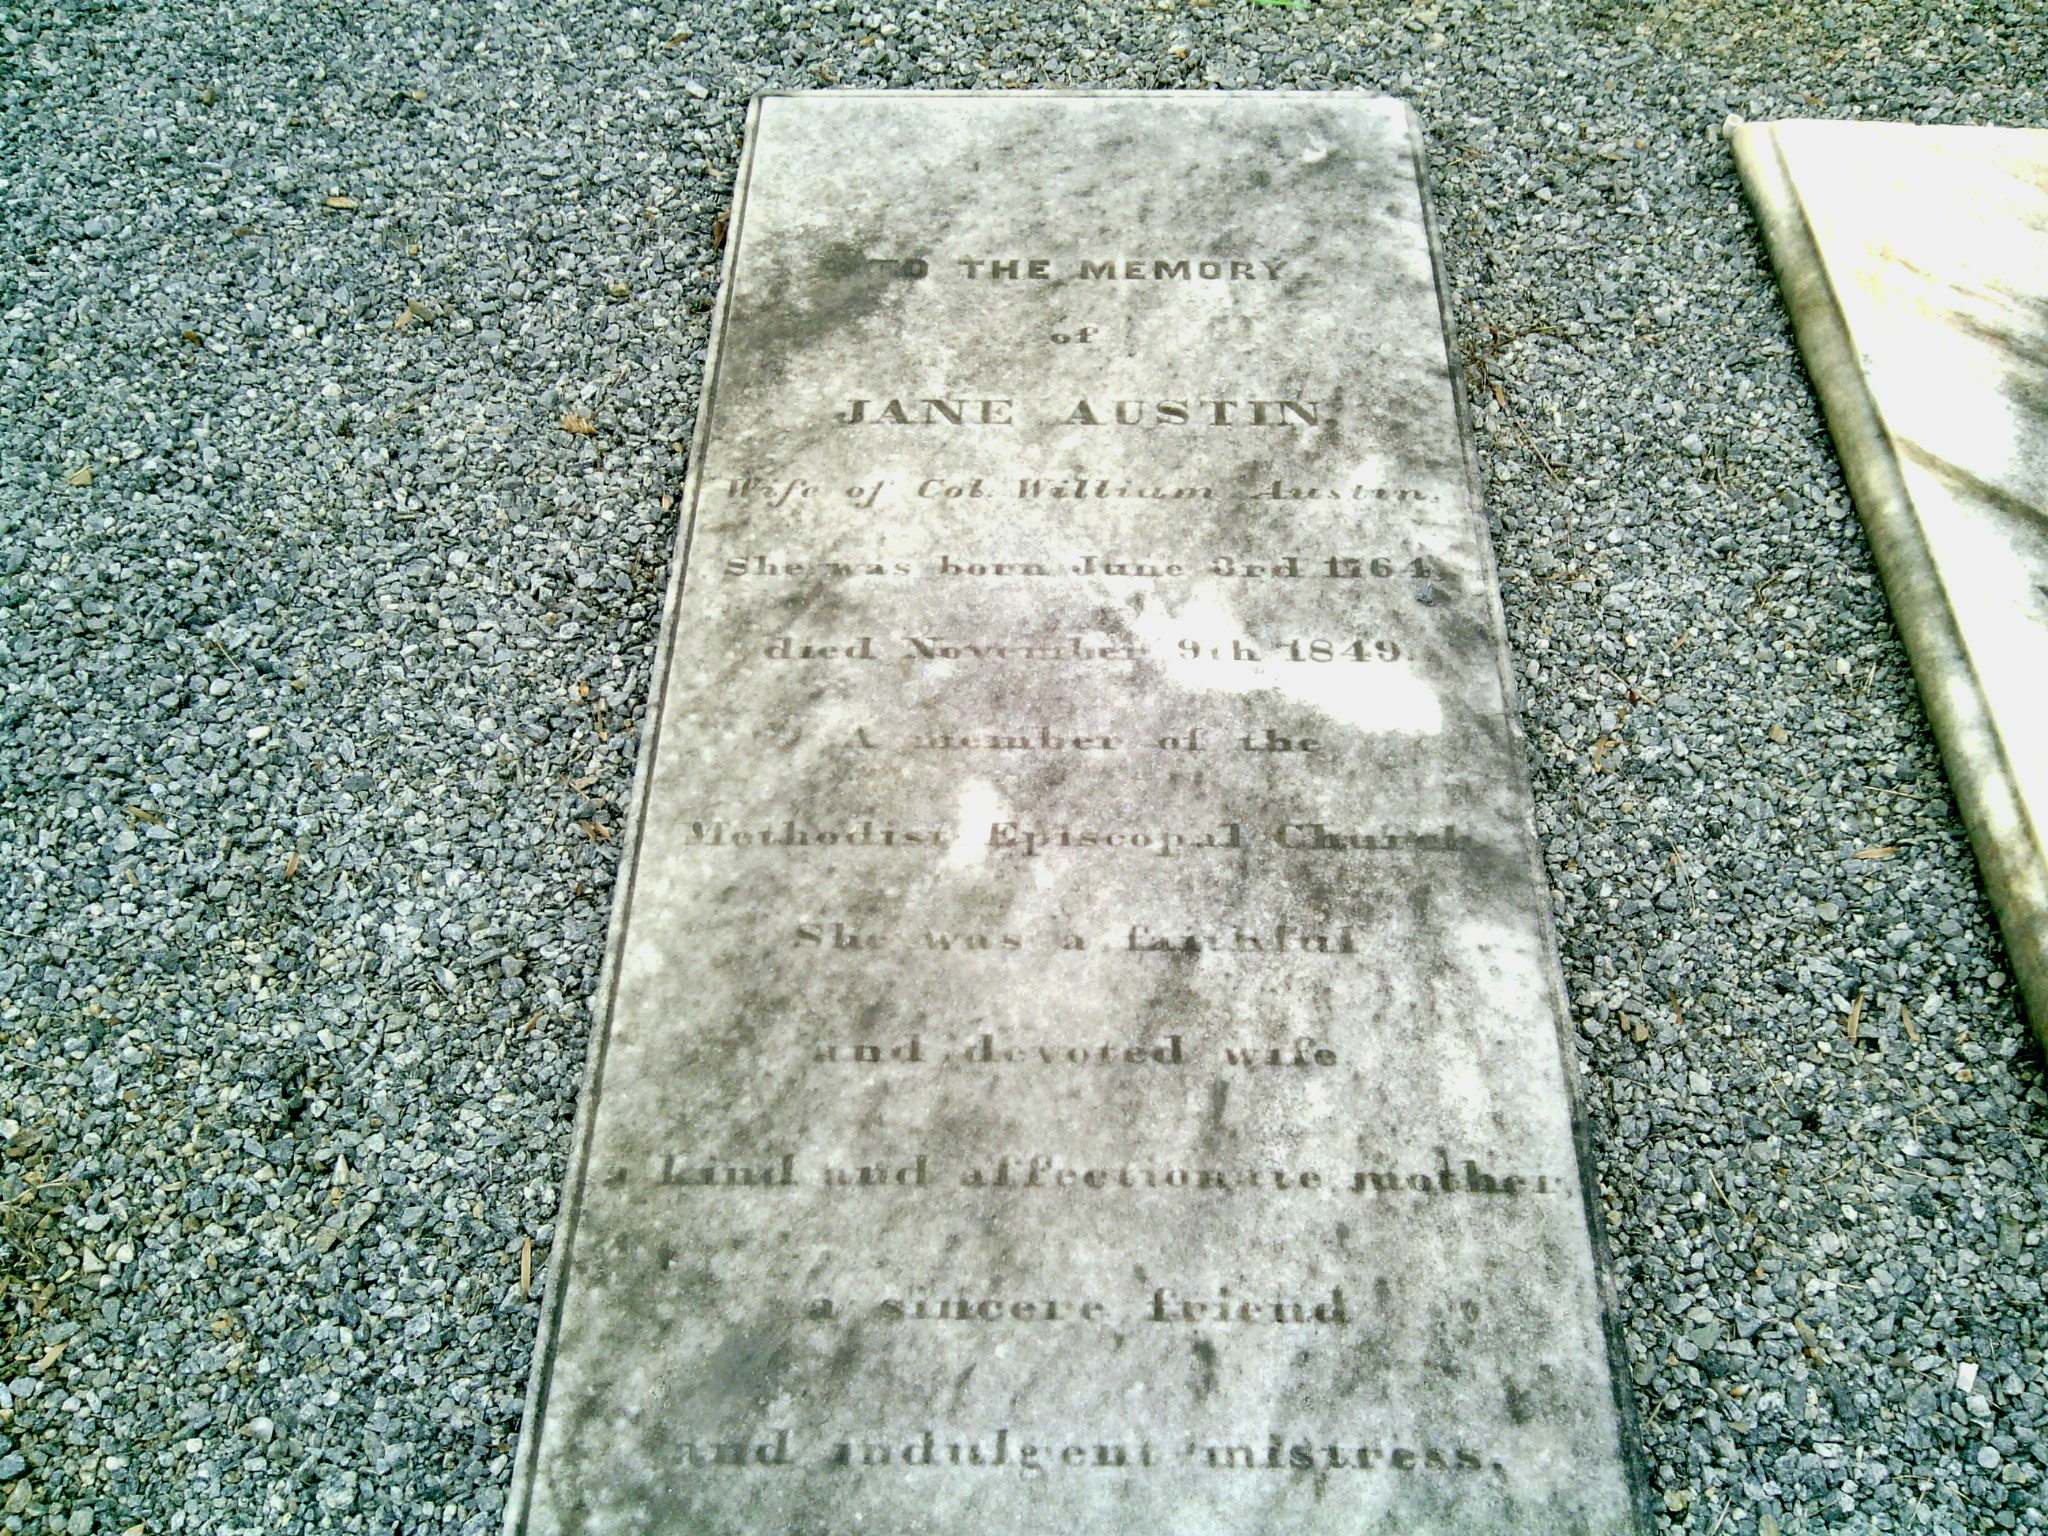 TO THE MEMORY
of
JANE AUSTIN
Wife of Col. William Austin.
She was born June 3rd 1764,
died November 9th 1849.
A member of the
Methodist Episcopal Church
She was a faithful
and devoted wife
a kind and affectionate mother,
a sincere friend
and indulgent mistress.